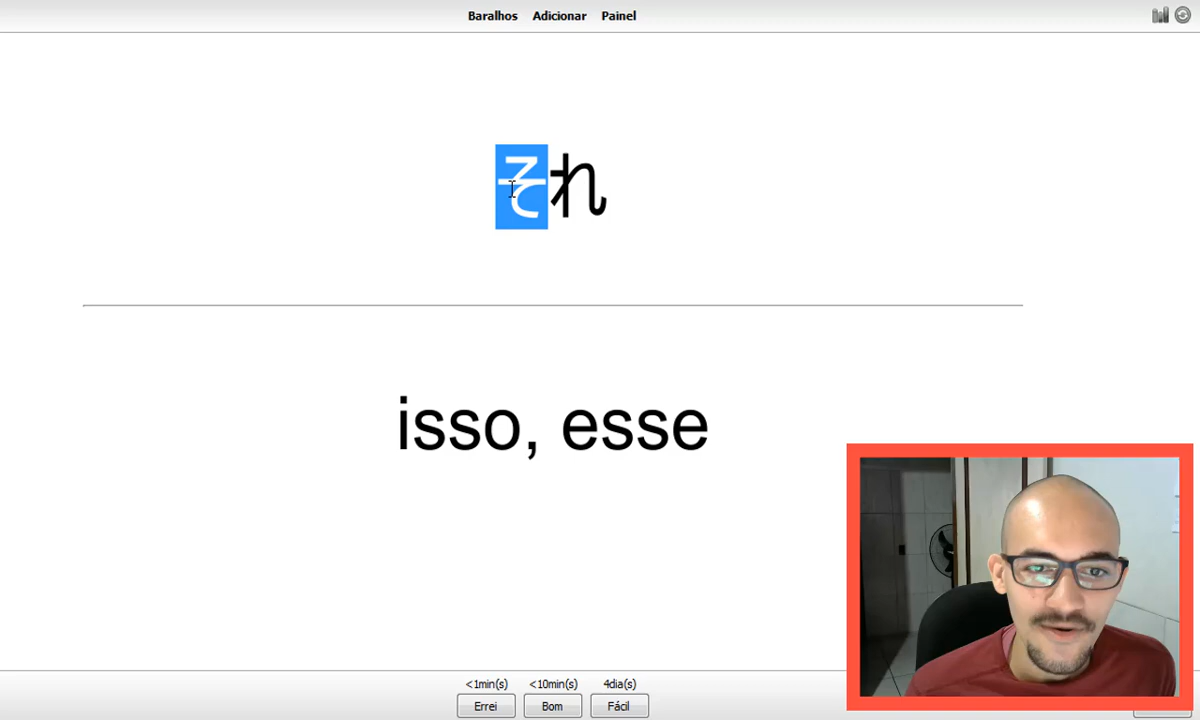 Baralhos Adicionar Painel
それ
isso, esse
<1min(s) <10min(s) 4dia(s)
Errei Bom Fácil